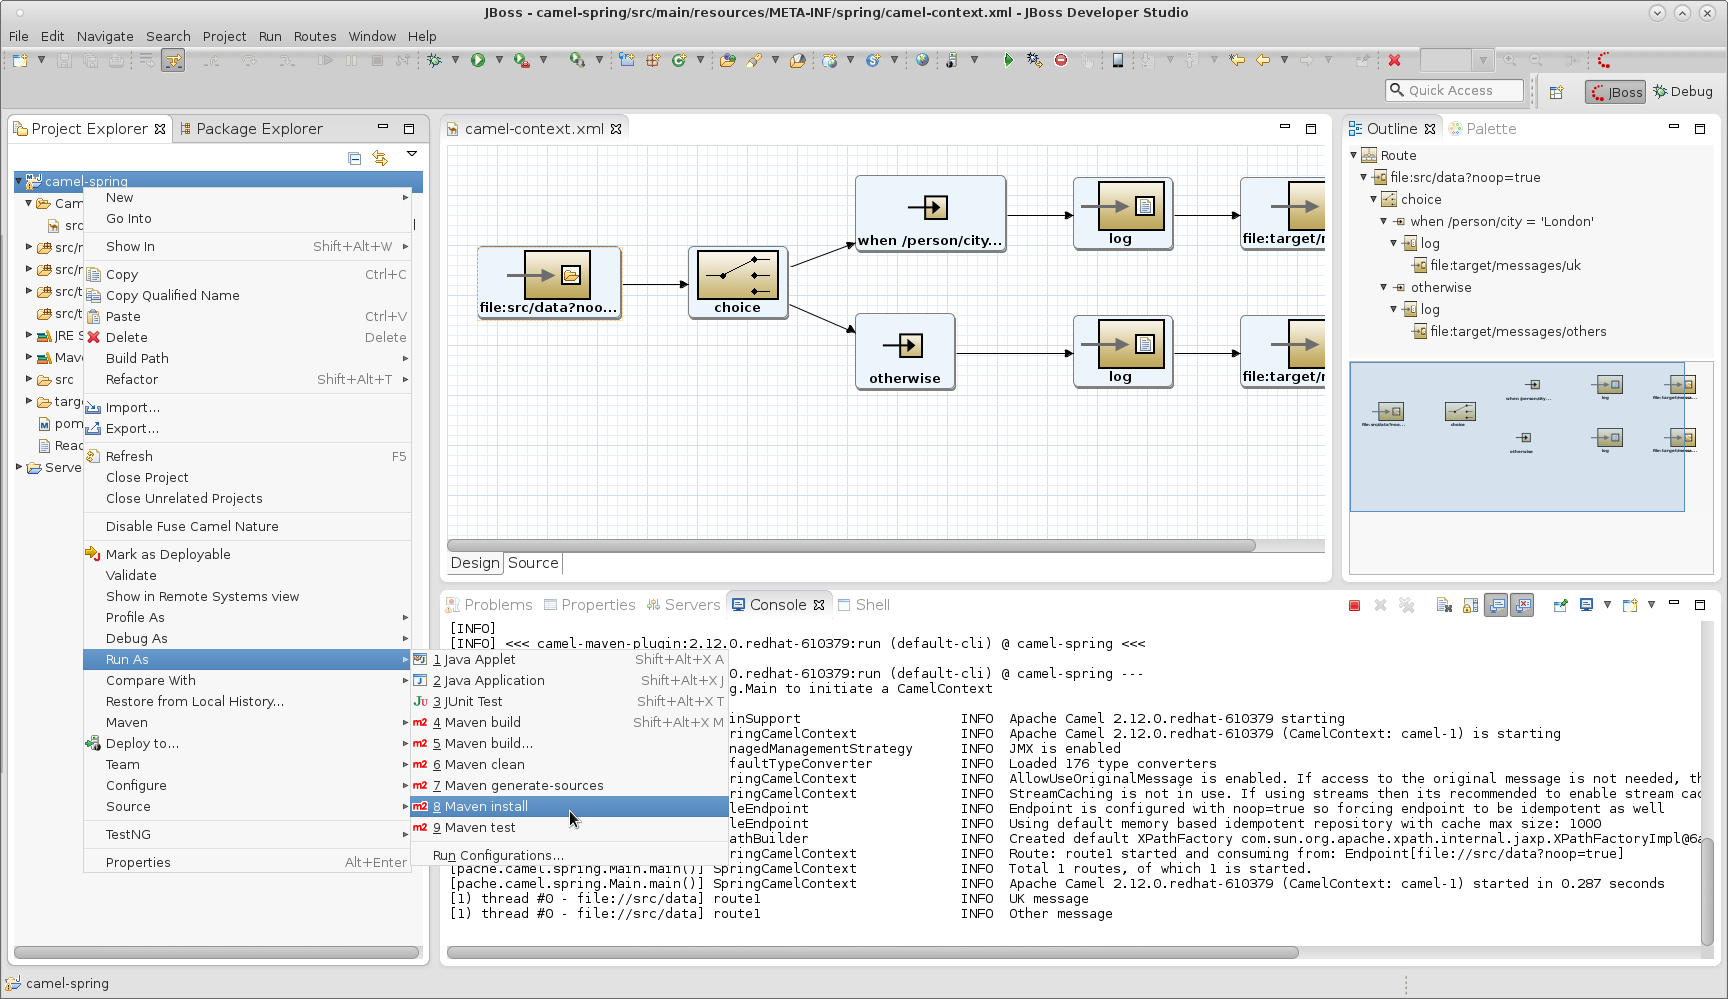 JBoss - camel-spring/src/main/resources/META-INF/spring/camel-context.xml - JBoss Developer Studio
File Edit Navigate Search Project Run Routes Window Help
Quick Access
JBoss
Debug
Project Explorer
Package Explorer
camel-spring
Cam
src
src/r
src/r
src/t
src/t
JRE S
Mav
src
targ
pom
Reac
Serve
New
Go Into
Show In Shift+Alt+W
Copy Ctrl+C
Copy Qualified Name
Paste Ctrl+V
Delete Delete
Build Path
Refactor Shift+Alt+T
Import...
Export...
Refresh F5
Close Project
Close Unrelated Projects
Disable Fuse Camel Nature
Mark as Deployable
Validate
Show in Remote Systems view
Profile As
Debug As
Run As
Compare With
Restore from Local History...
Maven
Deploy to...
Team
Configure
Source
TestNG
Properties Alt+Enter
1 Java Applet Shift+Alt+X A
2 Java Application Shift+Alt+X J
3 JUnit Test Shift+Alt+X T
4 Maven build Shift+Alt+X M
5 Maven build...
6 Maven clean
7 Maven generate-sources
8 Maven install
9 Maven test
Run Configurations...
camel-context.xml
file:src/data?noo...
choice
when /person/city...
log
file:target/r
otherwise
log
file:target/r
Design Source
Outline
Palette
Route
file:src/data?noop=true
choice
when /person/city = 'London'
log
file:target/messages/uk
otherwise
log
file:target/messages/others
choice
log
otherwise
log
Problems Properties Servers Console Shell
[INFO]
[INFO] <<< camel-maven-plugin:2.12.0.redhat-610379:run (default-cli) @ camel-spring <<<
0.redhat-610379:run (default-cli) @ camel-spring ---
g.Main to initiate a CamelContext
inSupport INFO Apache Camel 2.12.0.redhat-610379 starting
ringCamelContext INFO Apache Camel 2.12.0.redhat-610379 (CamelContext: camel-1) is starting
nagedManagementStrategy INFO JMX is enabled
faultTypeConverter INFO Loaded 176 type converters
ringCamelContext INFO AllowUseOriginalMessage is enabled. If access to the original message is not needed, th
ringCamelContext INFO StreamCaching is not in use. If using streams then its recommended to enable stream cac
leEndpoint INFO Endpoint is configured with noop=true so forcing endpoint to be idempotent as well
leEndpoint INFO Using default memory based idempotent repository with cache max size: 1000
athBuilder INFO Created default XPathFactory com.sun.org.apache.xpath.internal.jaxp.XPathFactoryImpl@6a
ringCamelContext INFO Route: route1 started and consuming from: Endpoint[file://src/data?noop=true]
[pache.camel.spring.Main.main()] SpringCamelContext INFO Total 1 routes, of which 1 is started.
[pache.camel.spring.Main.main()] SpringCamelContext INFO Apache Camel 2.12.0.redhat-610379 (CamelContext: camel-1) started in 0.287 seconds
[1) thread #0 - file://src/data] route1 INFO UK message
[1) thread #0 - file://src/data] route1 INFO Other message
camel-spring